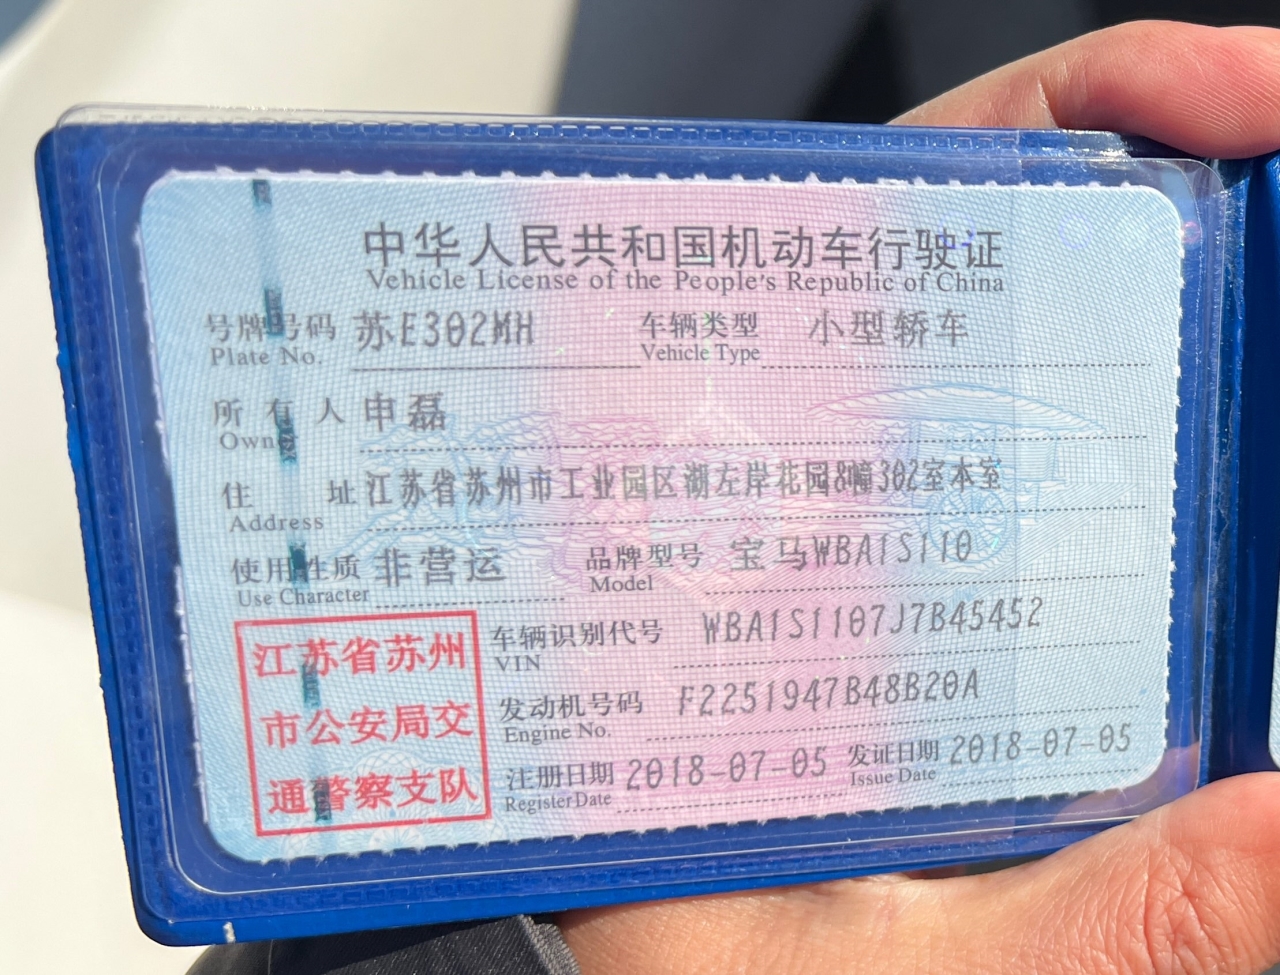 中华人民共和国机动车行驶证
Vehicle License of the People's Republic of China
号牌号码 苏E302MH 车辆类型 小型轿车
Plate No. Vehicle Type
所有人 申磊
Owner
住址 江苏省苏州市工业园区湖左岸花园8幢302室本室
Address
使用性质 非营运 品牌型号 宝马WBA1S110
Use Character Model
江苏省苏州
市公安局交
通警察支队
车辆识别代号 WBA1S1107J7B45452
VIN
发动机号码 F2251947B48B20A
Engine No.
注册日期 2018-07-05 发证日期 2018-07-05
Register Date Issue Date